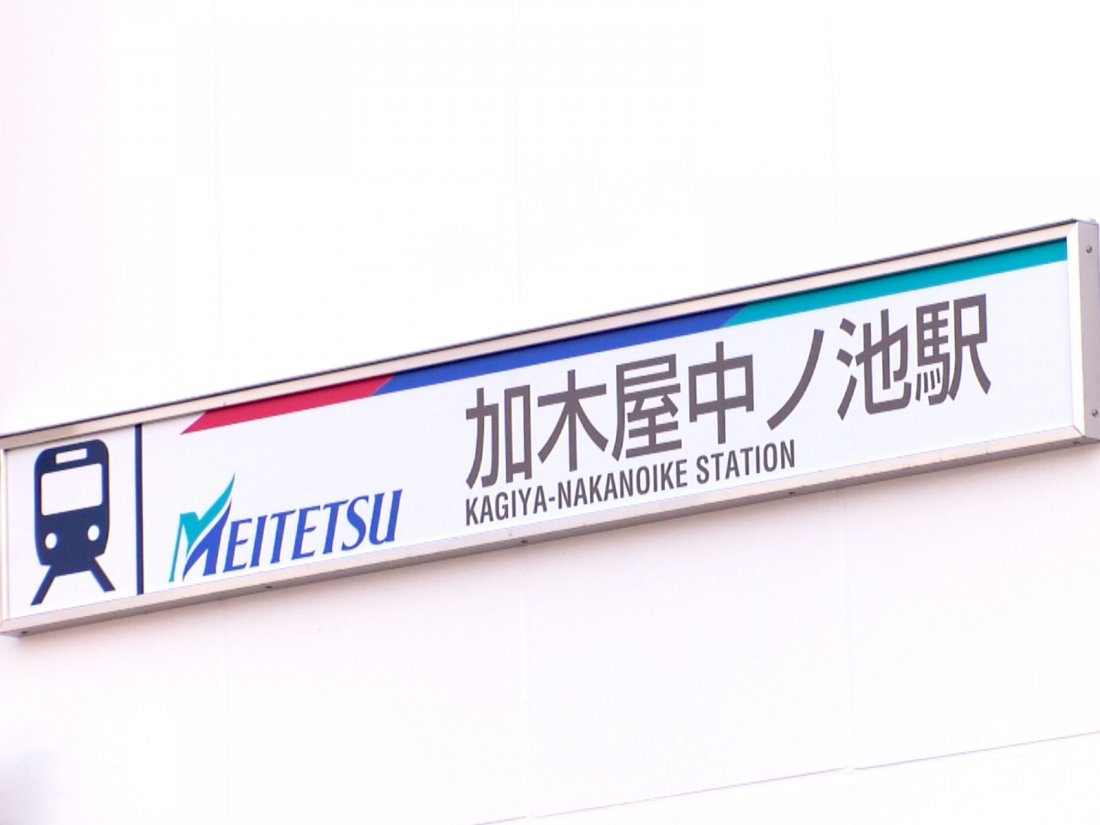 MEITETSU
加木屋中ノ池駅
KAGIYA-NAKANOIKE STATION